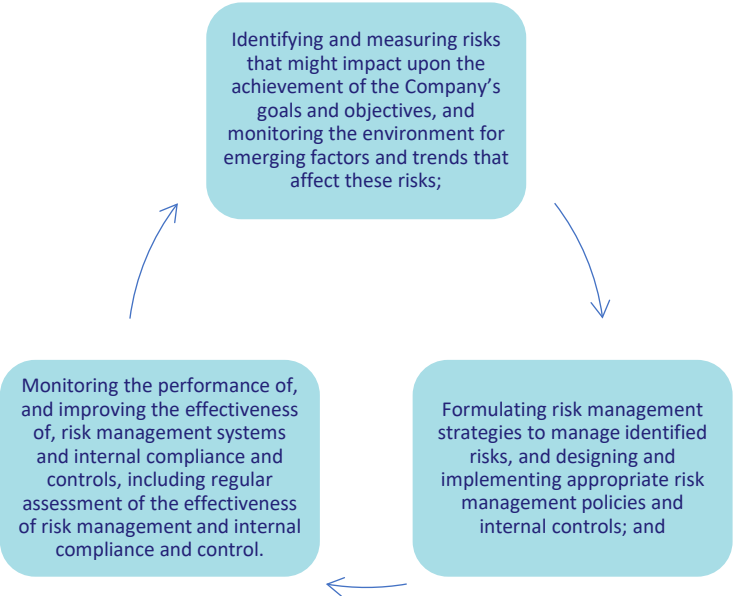 Identifying and measuring risks
that might impact upon the
achievement of the Company’s
goals and objectives, and
monitoring the environment for
emerging factors and trends that
affect these risks;
Formulating risk management
strategies to manage identified
risks, and designing and
implementing appropriate risk
management policies and
internal controls; and
Monitoring the performance of,
and improving the effectiveness
of, risk management systems
and internal compliance and
controls, including regular
assessment of the effectiveness
of risk management and internal
compliance and control.